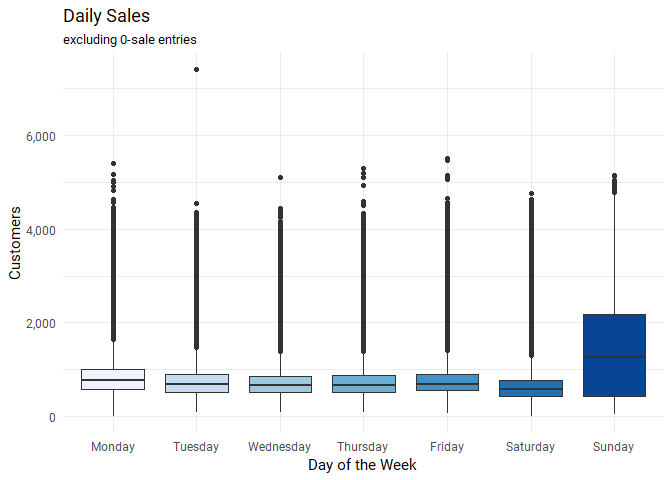 Daily Sales
excluding 0-sale entries
Customers
6,000
4,000
2,000
0
Monday Tuesday Wednesday Thursday Friday Saturday Sunday
Day of the Week